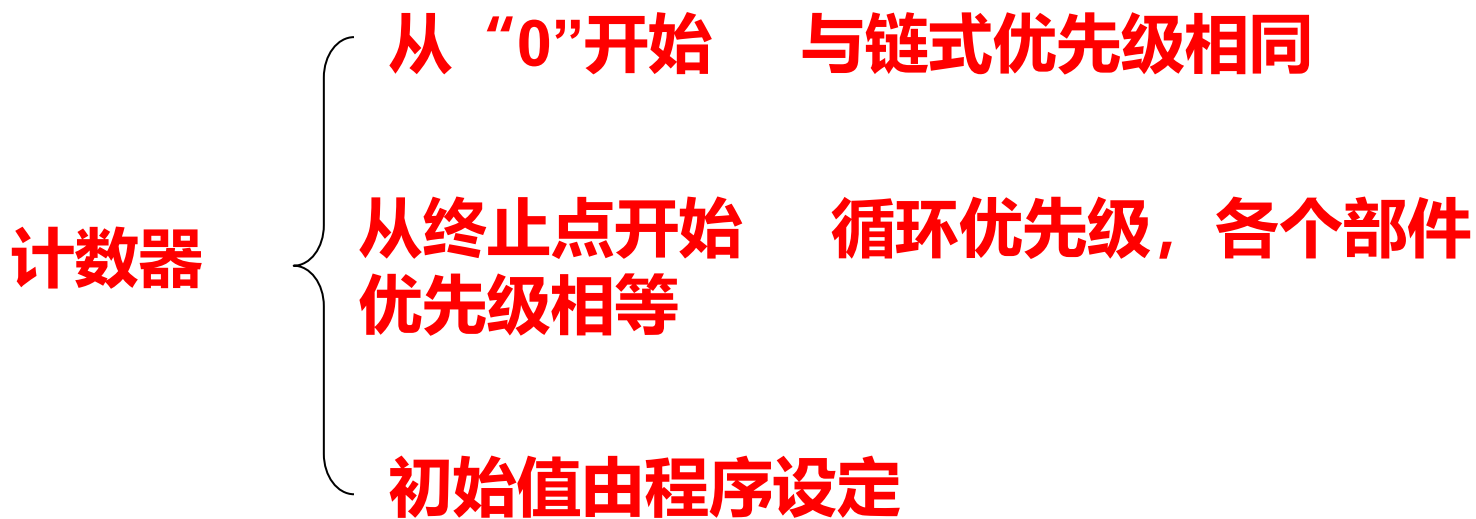 从“0”开始 与链式优先级相同
计数器
从终止点开始 循环优先级，各个部件
优先级相等
初始值由程序设定